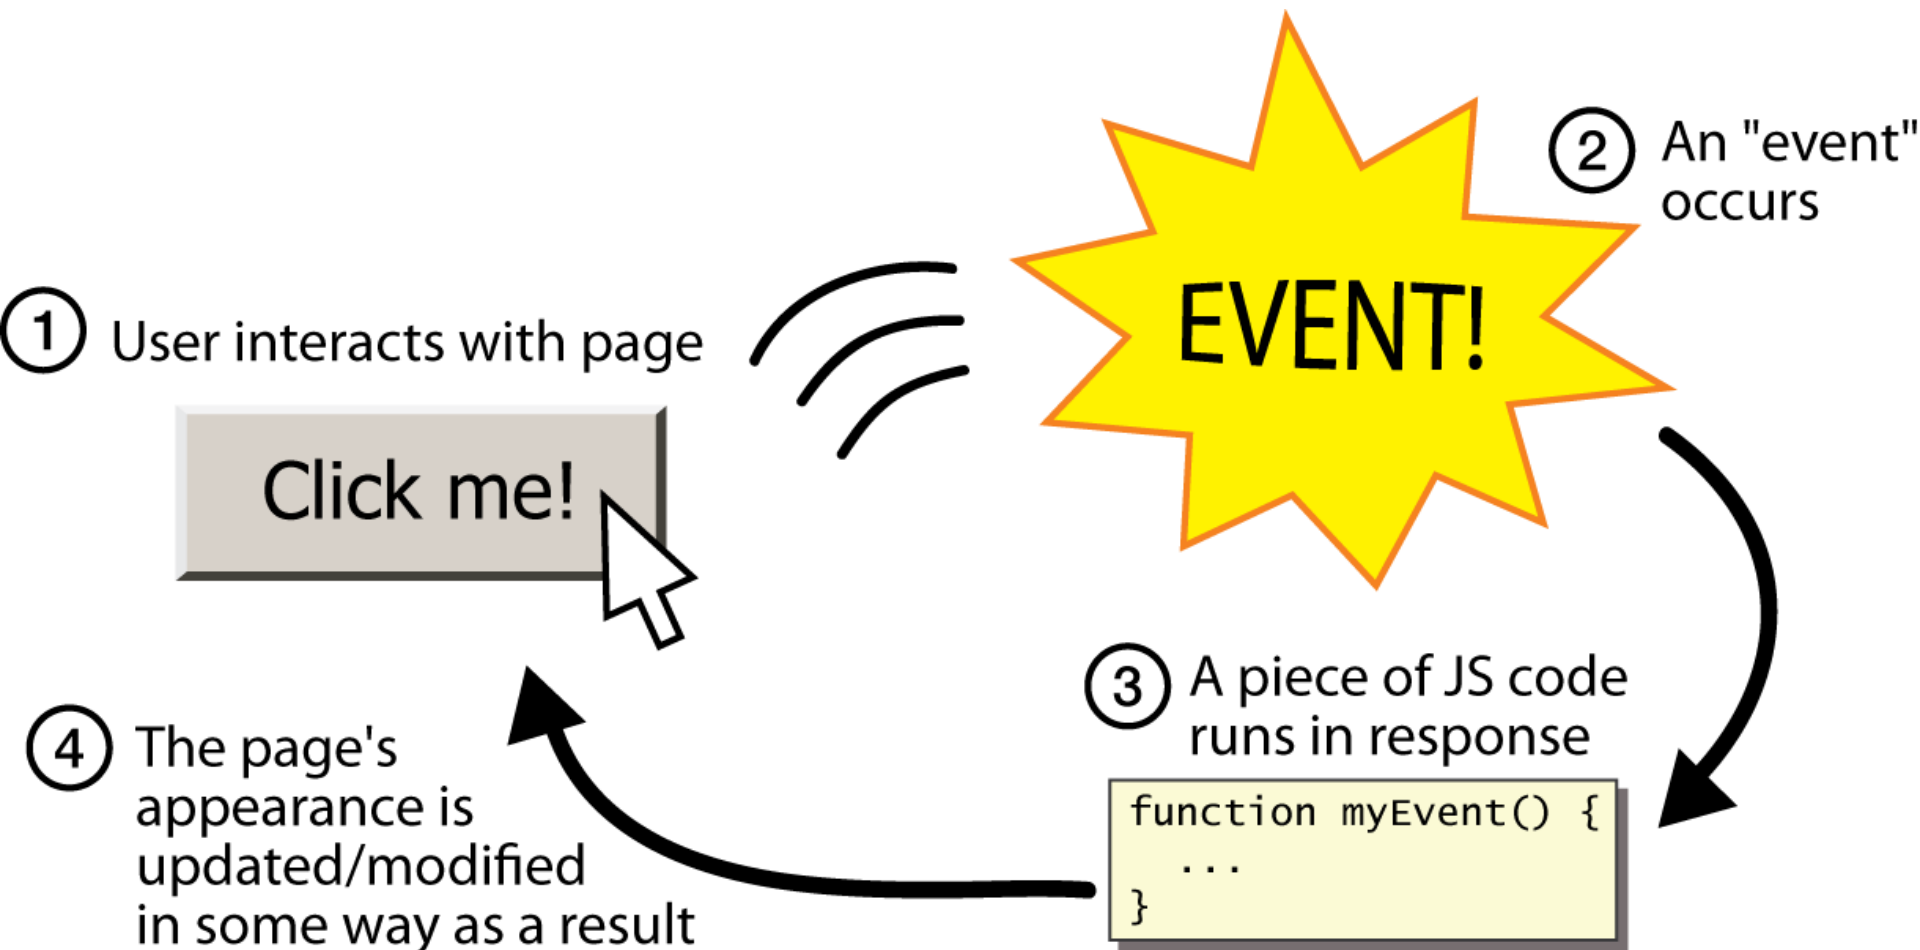 1 User interacts with page
Click me!
EVENT!
2 An "event"
occurs
3 A piece of JS code
runs in response
function myEvent() {
...
}
4 The page's
appearance is
updated/modified
in some way as a result